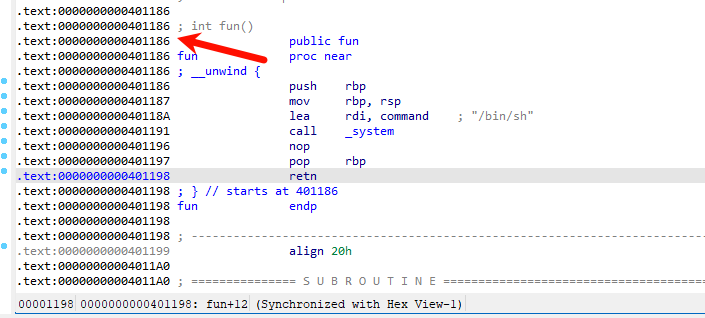 .text:0000000000401186
.text:0000000000401186 ; int fun()
.text:0000000000401186 public fun
.text:0000000000401186 fun proc near
.text:0000000000401186 ; __unwind {
.text:0000000000401186 push rbp
.text:0000000000401187 mov rbp, rsp
.text:000000000040118A lea rdi, command ; "/bin/sh"
.text:0000000000401191 call _system
.text:0000000000401196 nop
.text:0000000000401197 pop rbp
.text:0000000000401198 retn
.text:0000000000401198 ; } // starts at 401186
.text:0000000000401198 fun endp
.text:0000000000401198
.text:0000000000401198 ; ---------------------------------------------------------------------------
.text:0000000000401199 align 20h
.text:00000000004011A0
.text:00000000004011A0 ; =============== S U B R O U T I N E =======================================
00001198 0000000000401198: fun+12 (Synchronized with Hex View-1)